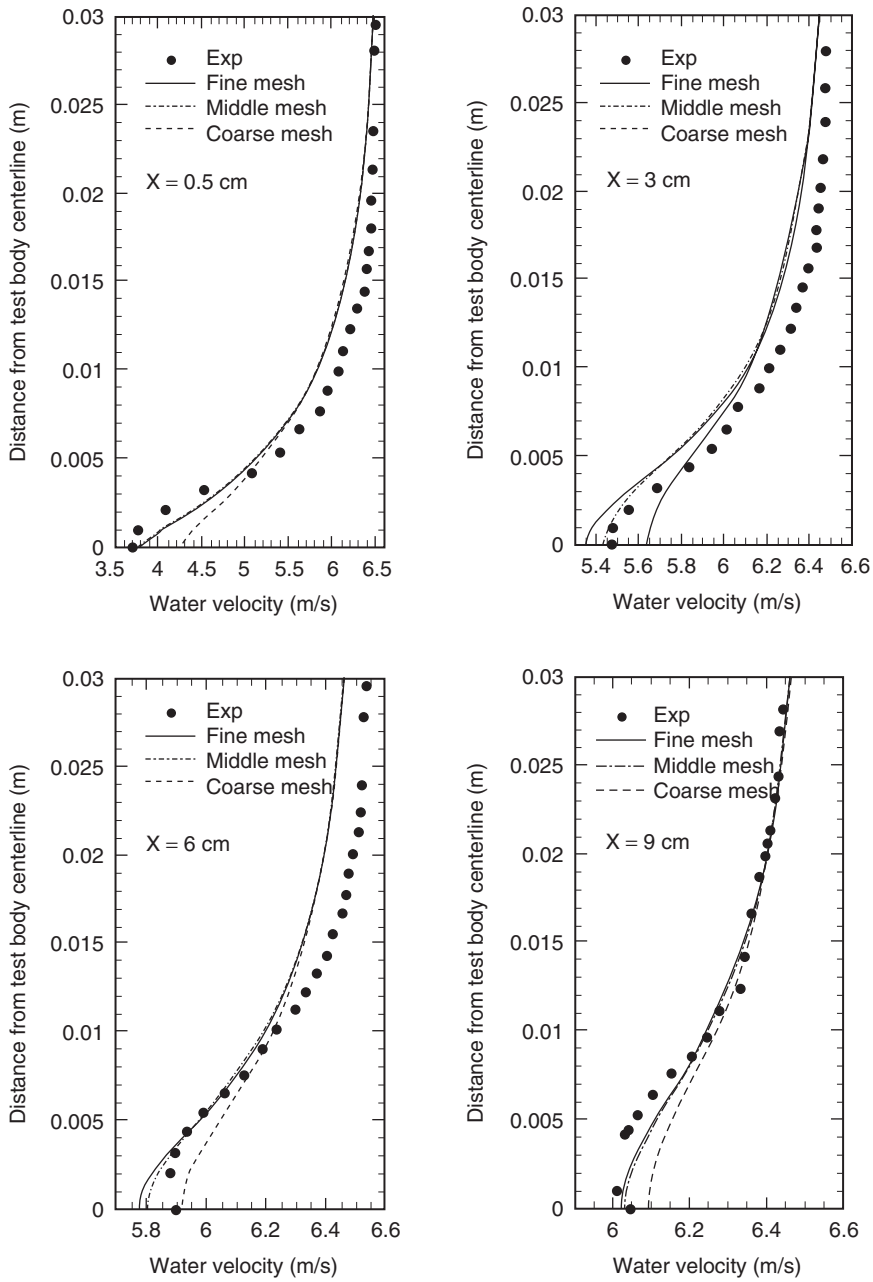 0.03
0.025
0.02
0.015
0.01
0.005
0
Distance from test body centerline (m)
Exp
Fine mesh
Middle mesh
Coarse mesh
X = 0.5 cm
3.5 4 4.5 5 5.5 6 6.5
Water velocity (m/s)
0.03
0.025
0.02
0.015
0.01
0.005
0
Distance from test body centerline (m)
Exp
Fine mesh
Middle mesh
Coarse mesh
X = 3 cm
5.4 5.6 5.8 6 6.2 6.4 6.6
Water velocity (m/s)
0.03
0.025
0.02
0.015
0.01
0.005
0
Distance from test body centerline (m)
Exp
Fine mesh
Middle mesh
Coarse mesh
X = 6 cm
5.8 6 6.2 6.4 6.6
Water velocity (m/s)
0.03
0.025
0.02
0.015
0.01
0.005
0
Distance from test body centerline (m)
Exp
Fine mesh
Middle mesh
Coarse mesh
X = 9 cm
6 6.2 6.4 6.6
Water velocity (m/s)